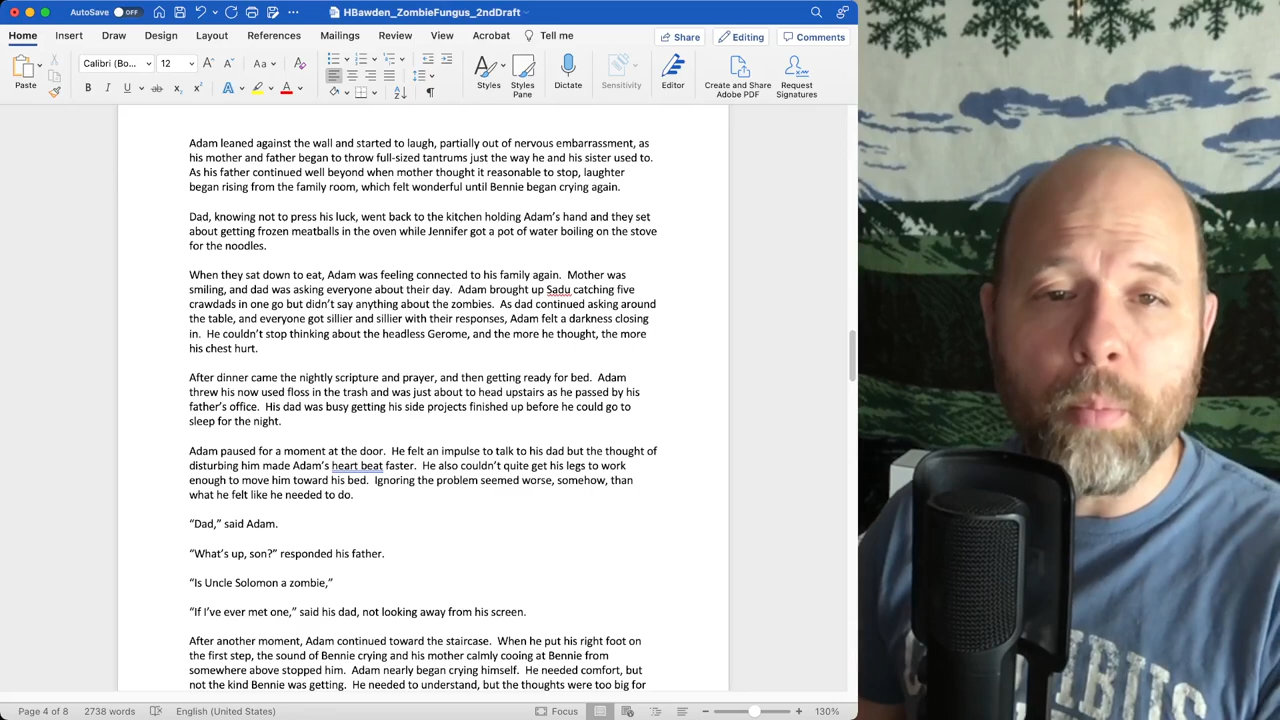 AutoSave OFF
HBawden_ZombieFungus_2ndDraft
Home Insert Draw Design Layout References Mailings Review View Acrobat Tell me
Share Editing Comments
Paste
Calibri (Bo... 12
Aa
B I U ab x₂ x² A A
Styles
Styles Pane
Dictate
Sensitivity
Editor
Create and Share Adobe PDF
Request Signatures
Adam leaned against the wall and started to laugh, partially out of nervous embarrassment, as
his mother and father began to throw full-sized tantrums just the way he and his sister used to.
As his father continued well beyond when mother thought it reasonable to stop, laughter
began rising from the family room, which felt wonderful until Bennie began crying again.
Dad, knowing not to press his luck, went back to the kitchen holding Adam's hand and they set
about getting frozen meatballs in the oven while Jennifer got a pot of water boiling on the stove
for the noodles.
When they sat down to eat, Adam was feeling connected to his family again. Mother was
smiling, and dad was asking everyone about their day. Adam brought up Sadu catching five
crawdads in one go but didn't say anything about the zombies. As dad continued asking around
the table, and everyone got sillier and sillier with their responses, Adam felt a darkness closing
in. He couldn't stop thinking about the headless Gerome, and the more he thought, the more
his chest hurt.
After dinner came the nightly scripture and prayer, and then getting ready for bed. Adam
threw his now used floss in the trash and was just about to head upstairs as he passed by his
father's office. His dad was busy getting his side projects finished up before he could go to
sleep for the night.
Adam paused for a moment at the door. He felt an impulse to talk to his dad but the thought of
disturbing him made Adam's heart beat faster. He also couldn't quite get his legs to work
enough to move him toward his bed. Ignoring the problem seemed worse, somehow, than
what he felt like he needed to do.
“Dad,” said Adam.
“What's up, son?” responded his father.
“Is Uncle Solomon a zombie,”
“If I've ever met one,” said his dad, not looking away from his screen.
After another moment, Adam continued toward the staircase. When he put his right foot on
the first step, the sound of Bennie crying and his mother calmly cooing at Bennie from
somewhere above stopped him. Adam nearly began crying himself. He needed comfort, but
not the kind Bennie was getting. He needed to understand, but the thoughts were too big for
Page 4 of 8 2738 words English (United States) Focus 130%